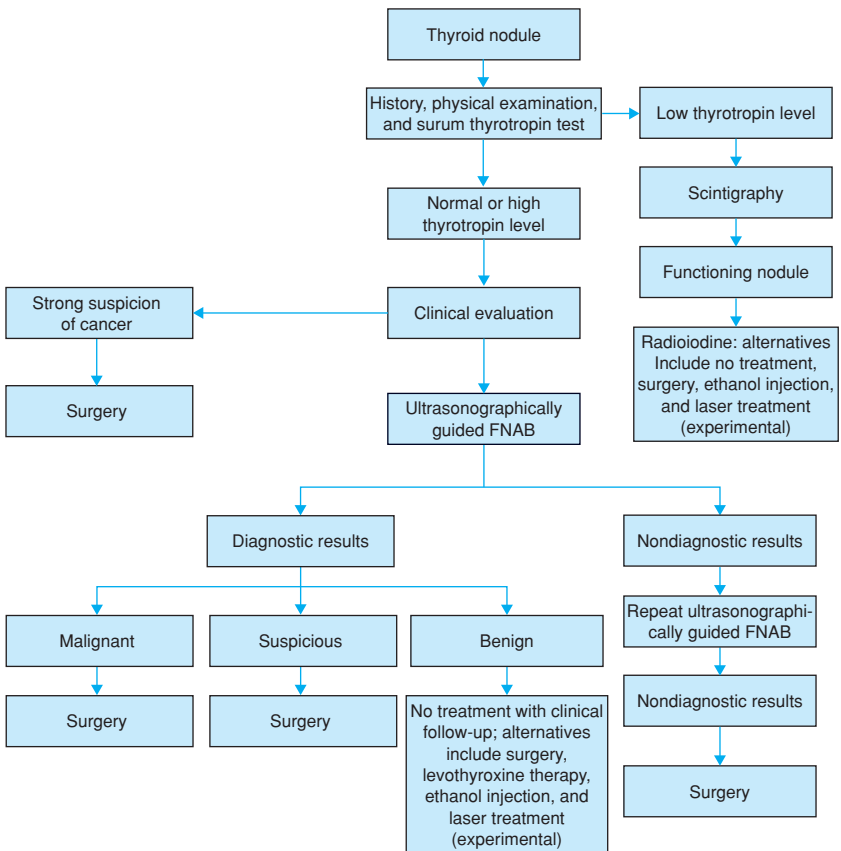 Thyroid nodule
History, physical examination,
and surum thyrotropin test
Low thyrotropin level
Scintigraphy
Functioning nodule
Radioiodine: alternatives
Include no treatment,
surgery, ethanol injection,
and laser treatment
(experimental)
Normal or high
thyrotropin level
Clinical evaluation
Strong suspicion
of cancer
Surgery
Ultrasonographically
guided FNAB
Diagnostic results
Malignant
Surgery
Suspicious
Surgery
Benign
No treatment with clinical
follow-up; alternatives
include surgery,
levothyroxine therapy,
ethanol injection, and
laser treatment
(experimental)
Nondiagnostic results
Repeat ultrasonographi-
cally guided FNAB
Nondiagnostic results
Surgery